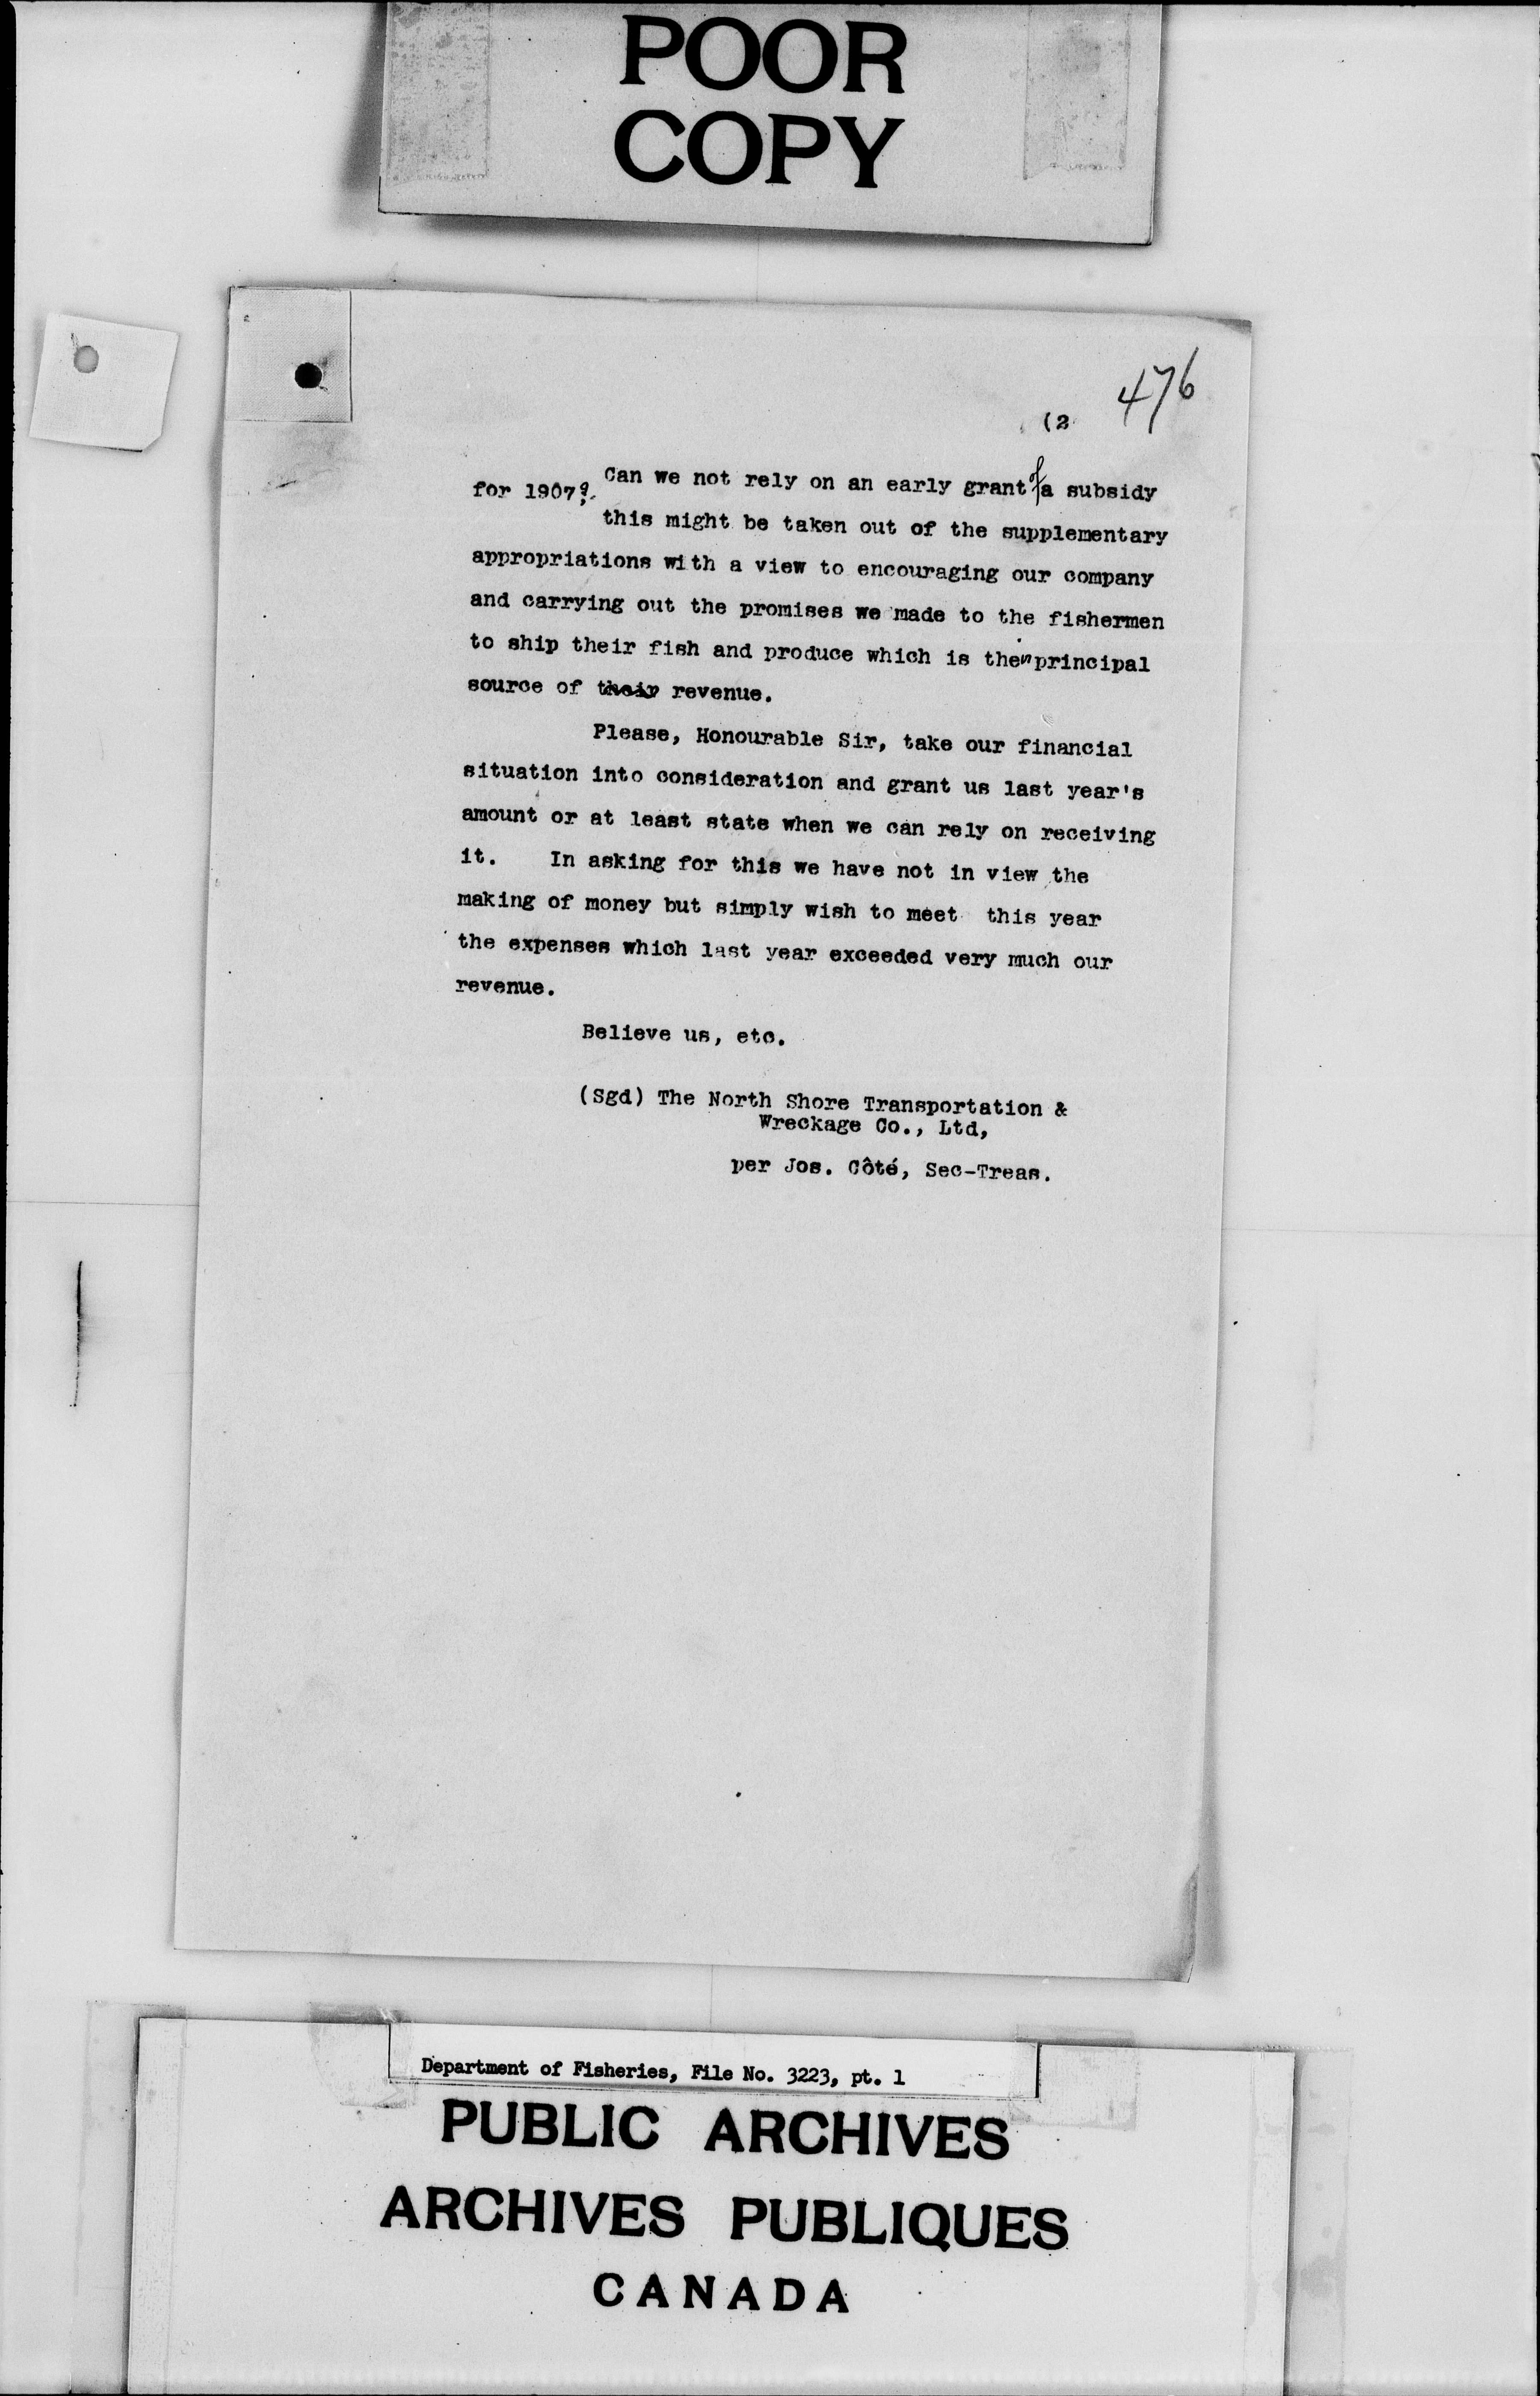 POOR
COPY
476
(2
Can we not rely on an early grant of a subsidy
for 1907?
this might be taken out of the supplementary
appropriations with a view to encouraging our company
and carrying out the promises we made to the fishermen
to ship their fish and produce which is their principal
source of their revenue.
Please, Honourable Sir, take our financial
situation into consideration and grant us last year's
amount or at least state when we can rely on receiving
it. In asking for this we have not in view the
making of money but simply wish to meet this year
the expenses which last year exceeded very much our
revenue.
Believe us, etc.
(Sgd) The North Shore Transportation &
Wreckage Co., Ltd,
per Jos. Côté, Sec-Treas.
Department of Fisheries, File No. 3223, pt. 1
PUBLIC ARCHIVES
ARCHIVES PUBLIQUES
CANADA